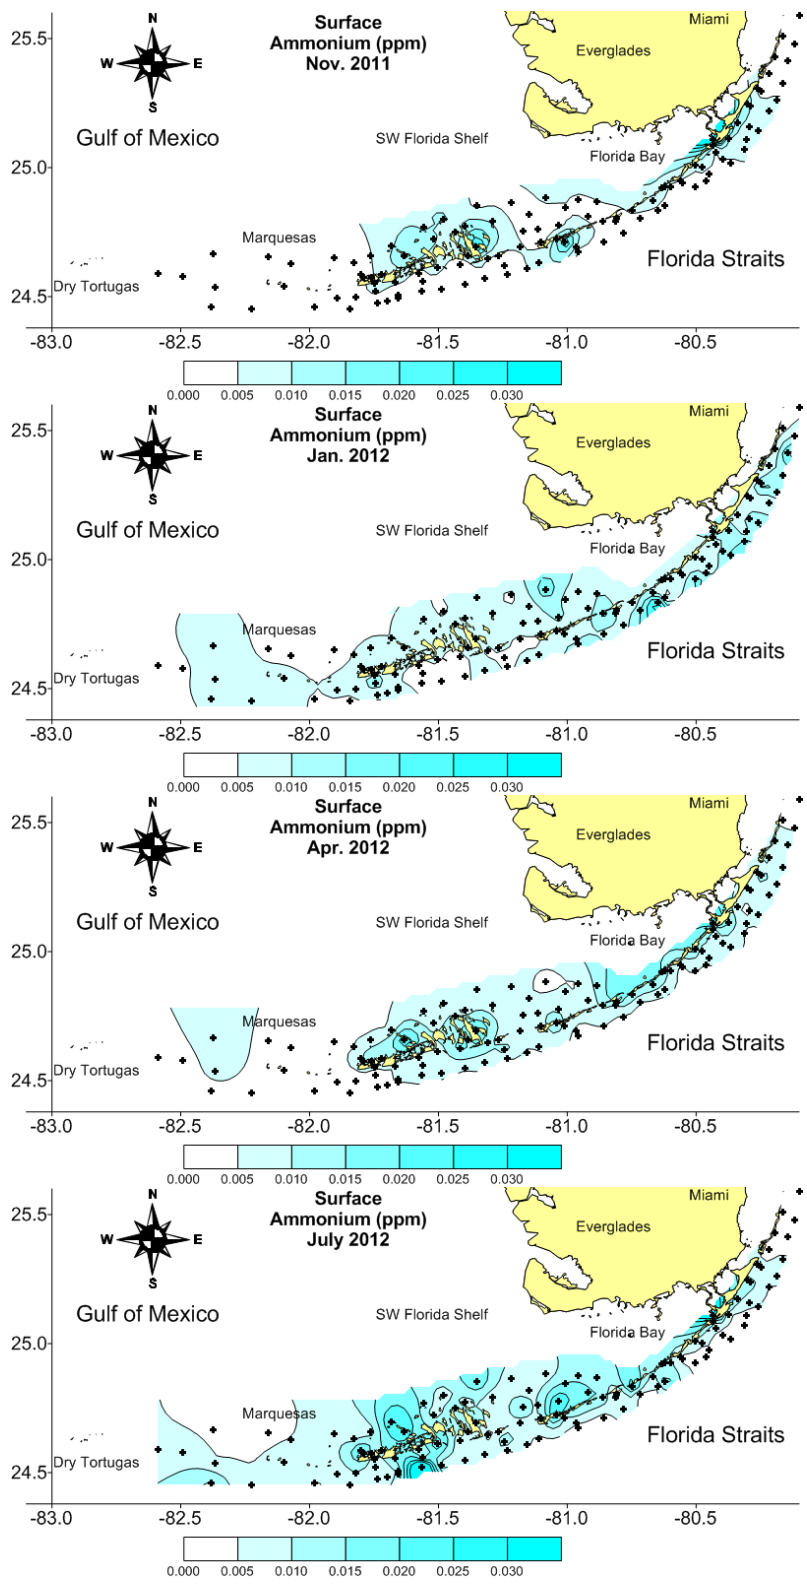 Surface
Ammonium (ppm)
Nov. 2011
Miami
Everglades
N
W E
S
Gulf of Mexico
SW Florida Shelf
Florida Bay
Marquesas
Florida Straits
Dry Tortugas
25.5
25.0
24.5
-83.0 -82.5 -82.0 -81.5 -81.0 -80.5
0.000 0.005 0.010 0.015 0.020 0.025 0.030
Surface
Ammonium (ppm)
Jan. 2012
Miami
Everglades
N
W E
S
Gulf of Mexico
SW Florida Shelf
Florida Bay
Marquesas
Florida Straits
Dry Tortugas
25.5
25.0
24.5
-83.0 -82.5 -82.0 -81.5 -81.0 -80.5
0.000 0.005 0.010 0.015 0.020 0.025 0.030
Surface
Ammonium (ppm)
Apr. 2012
Miami
Everglades
N
W E
S
Gulf of Mexico
SW Florida Shelf
Florida Bay
Marquesas
Florida Straits
Dry Tortugas
25.5
25.0
24.5
-83.0 -82.5 -82.0 -81.5 -81.0 -80.5
0.000 0.005 0.010 0.015 0.020 0.025 0.030
Surface
Ammonium (ppm)
July 2012
Miami
Everglades
N
W E
S
Gulf of Mexico
SW Florida Shelf
Florida Bay
Marquesas
Florida Straits
Dry Tortugas
25.5
25.0
24.5
-83.0 -82.5 -82.0 -81.5 -81.0 -80.5
0.000 0.005 0.010 0.015 0.020 0.025 0.030